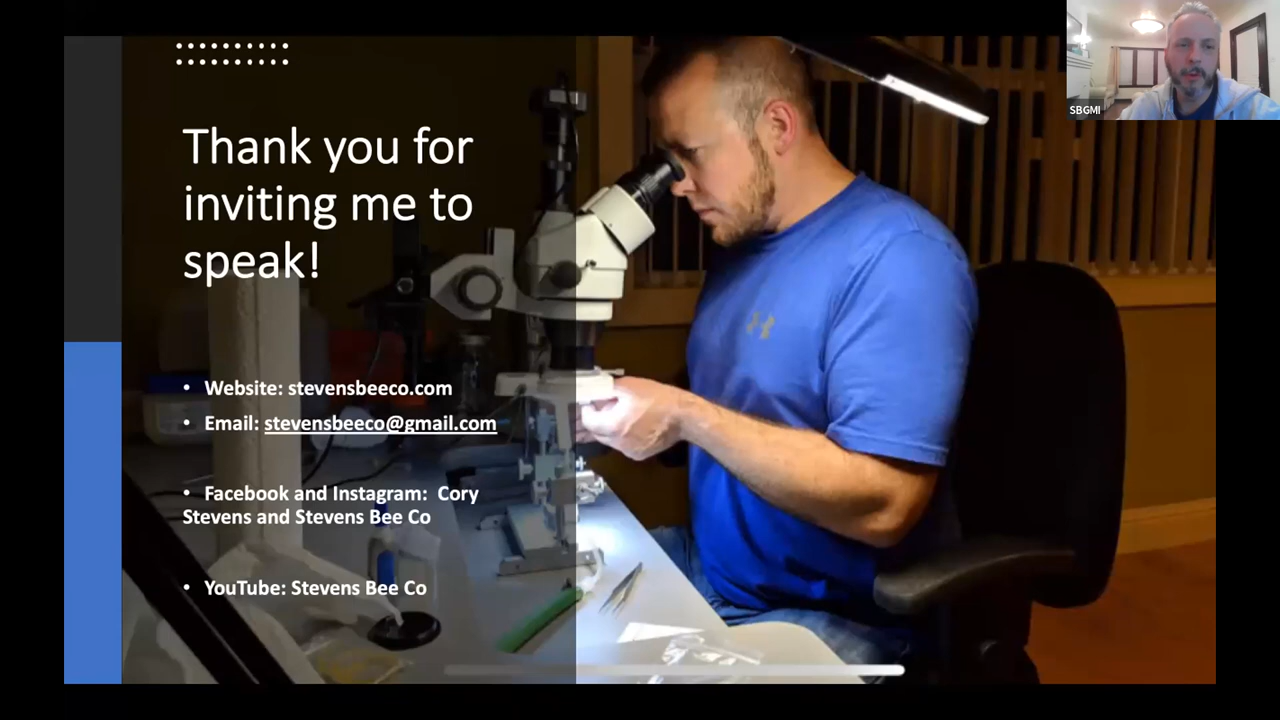 Thank you for
inviting me to
speak!
• Website: stevensbeeco.com
• Email: stevensbeeco@gmail.com
• Facebook and Instagram: Cory
Stevens and Stevens Bee Co
• YouTube: Stevens Bee Co
SBGMI